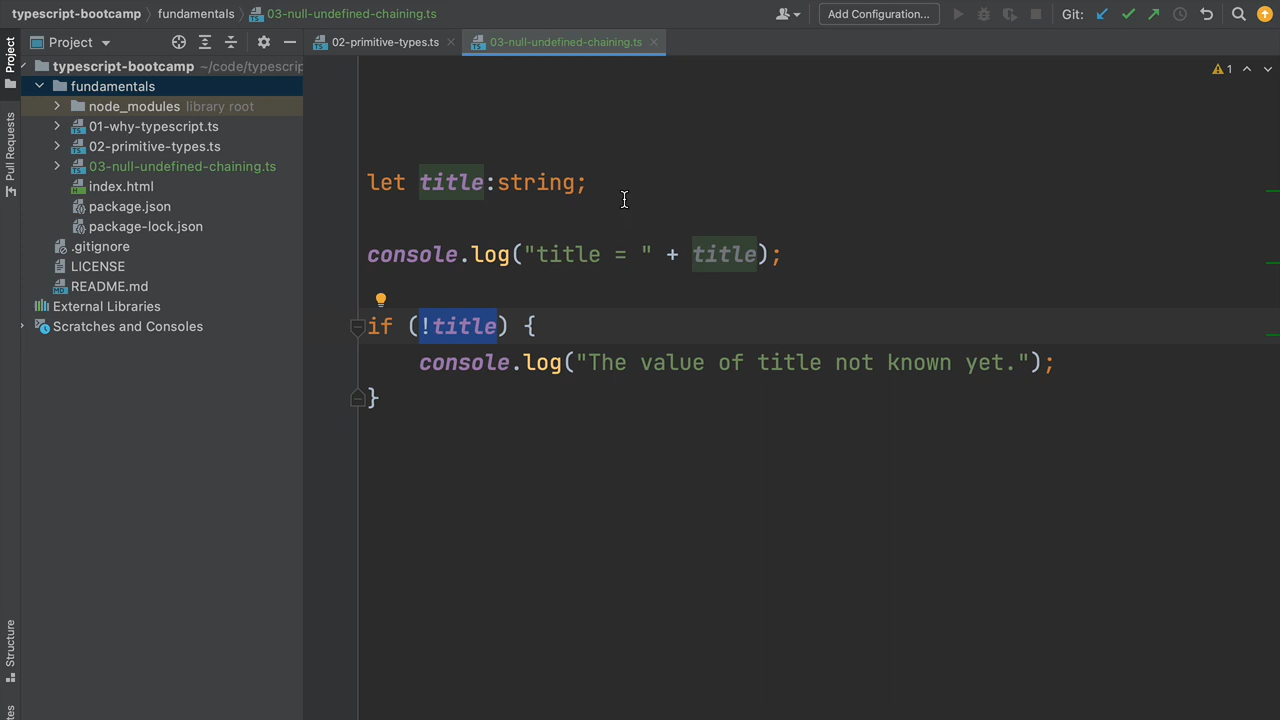 typescript-bootcamp fundamentals 03-null-undefined-chaining.ts Add Configuration... Git:
Project 02-primitive-types.ts 03-null-undefined-chaining.ts
Project
Pull Requests
Structure
typescript-bootcamp ~/code/typescrip
fundamentals
node_modules library root
01-why-typescript.ts
02-primitive-types.ts
03-null-undefined-chaining.ts
index.html
package.json
package-lock.json
.gitignore
LICENSE
README.md
External Libraries
Scratches and Consoles
1
let title:string;
console.log("title = " + title);
if (!title) {
console.log("The value of title not known yet.");
}